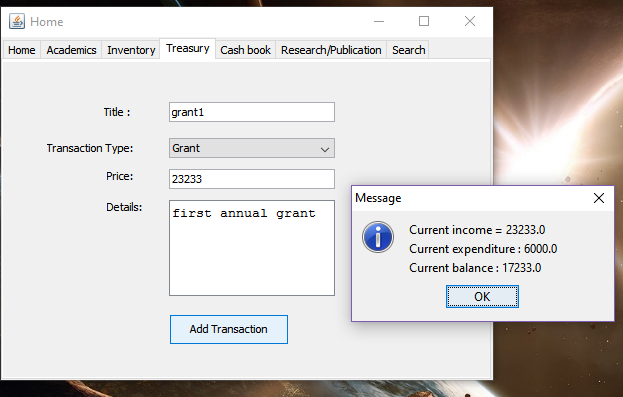 Home
Home Academics Inventory Treasury Cash book Research/Publication Search
Title : grant1
Transaction Type: Grant
Price: 23233
Details: first annual grant
Add Transaction
Message
Current income = 23233.0
Current expenditure : 6000.0
Current balance : 17233.0
OK